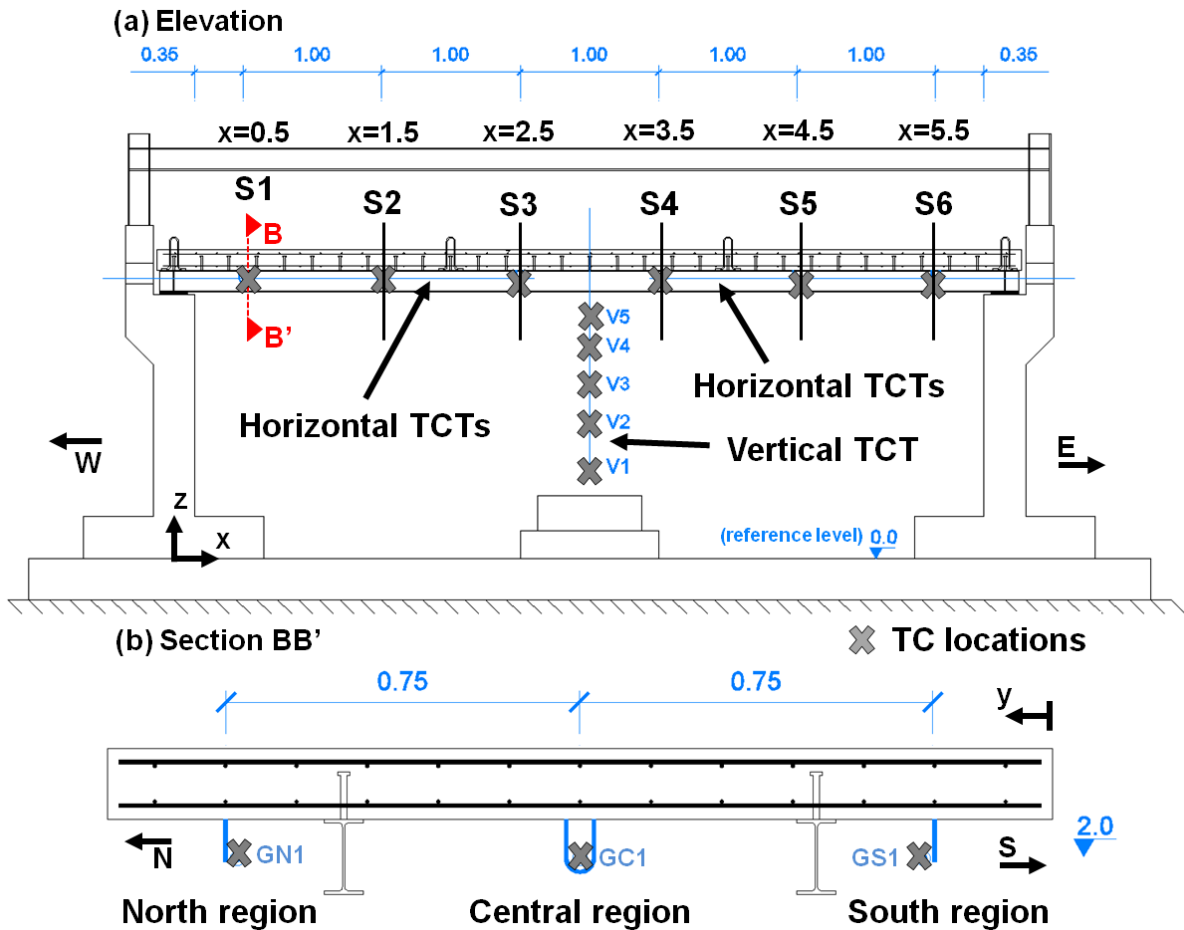 (a) Elevation
0.35 1.00 1.00 1.00 1.00 1.00 0.35
x=0.5 x=1.5 x=2.5 x=3.5 x=4.5 x=5.5
S1 S2 S3 S4 S5 S6
B
B’
V5
V4
V3
V2
V1
Horizontal TCTs
Horizontal TCTs
Vertical TCT
W
E
z
x
(reference level) 0.0
(b) Section BB’
TC locations
0.75 0.75
y
N
GN1
GC1
GS1
S
2.0
North region
Central region
South region